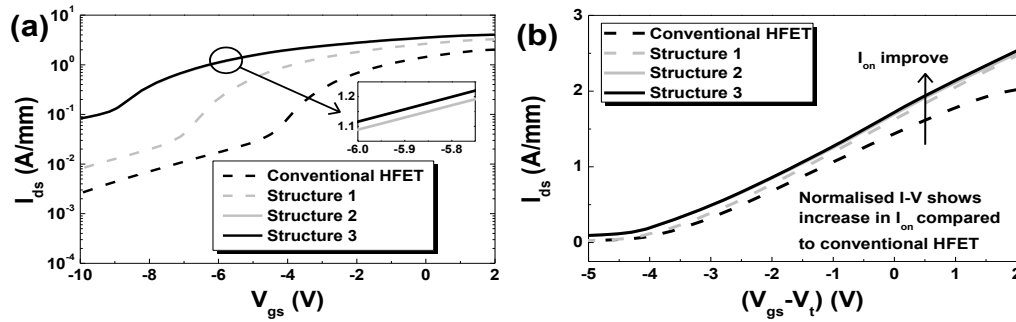 (a)
I_ds (A/mm)
10^1
10^0
10^-1
10^-2
10^-3
10^-4
-10 -8 -6 -4 -2 0 2
V_gs (V)
1.2
1.1
-6.0 -5.9 -5.8
Conventional HFET
Structure 1
Structure 2
Structure 3
(b)
I_ds (A/mm)
3
2
1
0
-5 -4 -3 -2 -1 0 1 2
(V_gs-V_t) (V)
Conventional HFET
Structure 1
Structure 2
Structure 3
I_on improve
Normalised I-V shows
increase in I_on compared
to conventional HFET